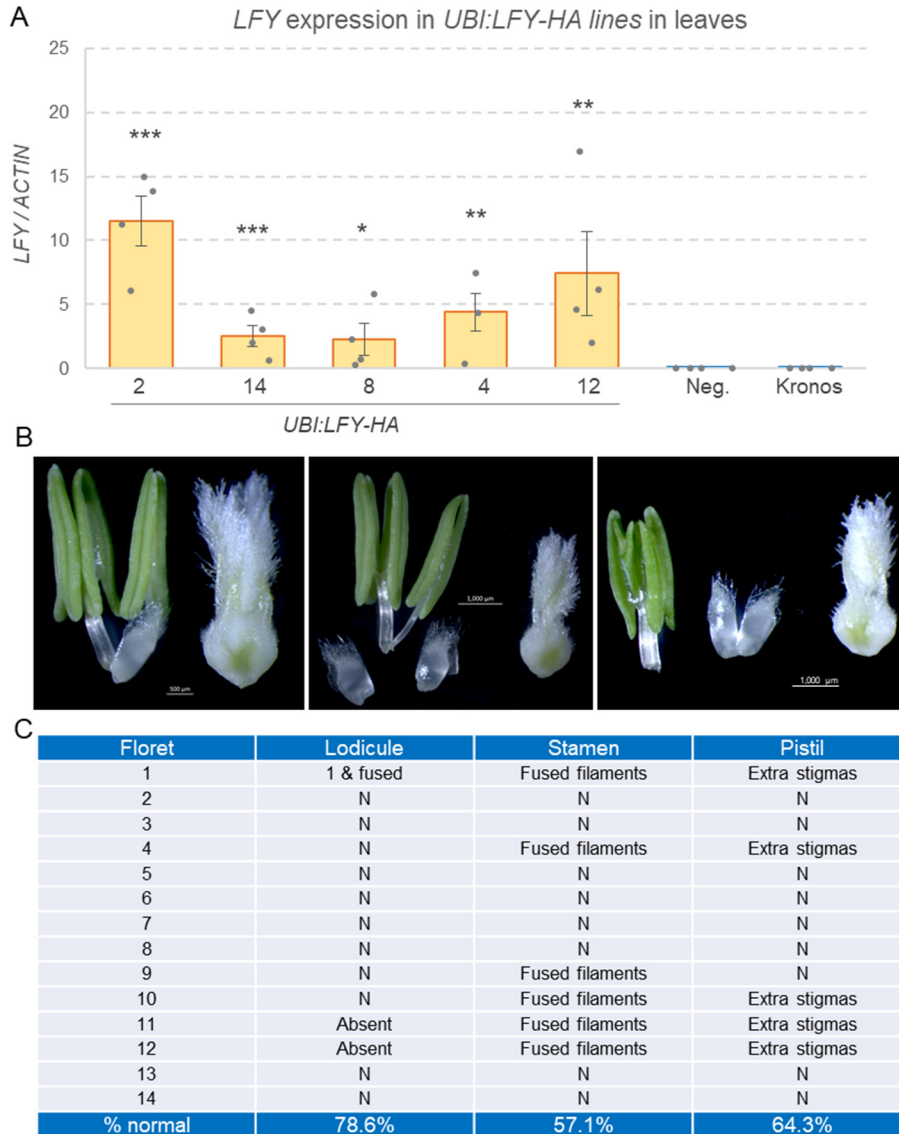 A
LFY expression in UBI:LFY-HA lines in leaves
LFY / ACTIN
25
20
15
10
5
0
***
***
*
**
**
2 14 8 4 12 Neg. Kronos
UBI:LFY-HA
B
500 µm
1,000 µm
1,000 µm
C
Floret Lodicule Stamen Pistil
1 1 & fused Fused filaments Extra stigmas
2 N N N
3 N N N
4 N Fused filaments Extra stigmas
5 N N N
6 N N N
7 N N N
8 N N N
9 N Fused filaments N
10 N Fused filaments Extra stigmas
11 Absent Fused filaments Extra stigmas
12 Absent Fused filaments Extra stigmas
13 N N N
14 N N N
% normal 78.6% 57.1% 64.3%